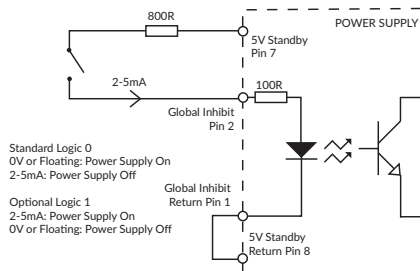 800R
POWER SUPPLY
5V Standby
Pin 7
2-5mA
100R
Global Inhibit
Pin 2
Standard Logic 0
0V or Floating: Power Supply On
2-5mA: Power Supply Off
Optional Logic 1
2-5mA: Power Supply On
0V or Floating: Power Supply Off
Global Inhibit
Return Pin 1
5V Standby
Return Pin 8